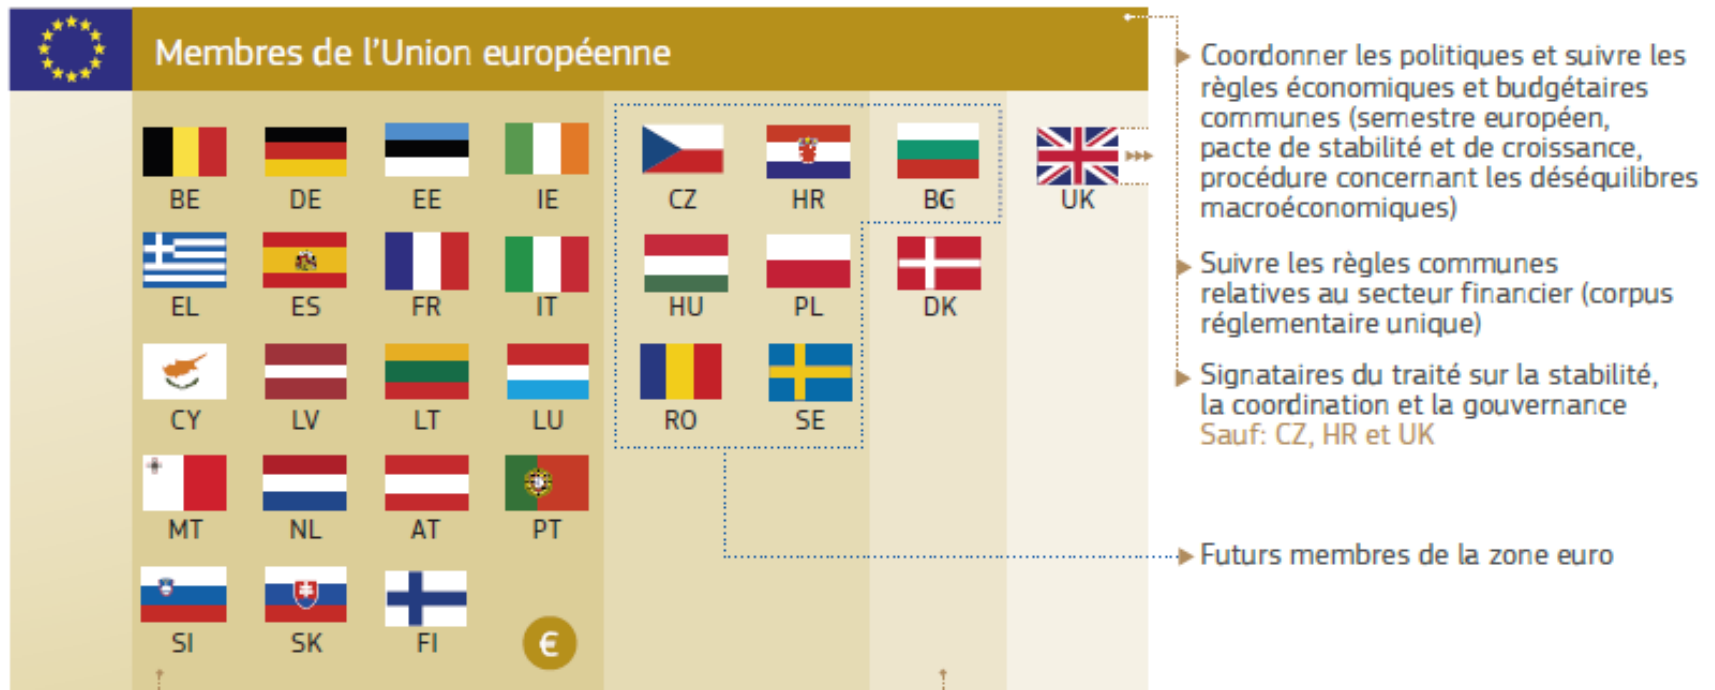 Membres de l’Union européenne
BE DE EE IE CZ HR BG UK
EL ES FR IT HU PL DK
CY LV LT LU RO SE
MT NL AT PT
SI SK FI €
Coordonner les politiques et suivre les
règles économiques et budgétaires
communes (semestre européen,
pacte de stabilité et de croissance,
procédure concernant les déséquilibres
macroéconomiques)
Suivre les règles communes
relatives au secteur financier (corpus
réglementaire unique)
Signataires du traité sur la stabilité,
la coordination et la gouvernance
Sauf: CZ, HR et UK
Futurs membres de la zone euro